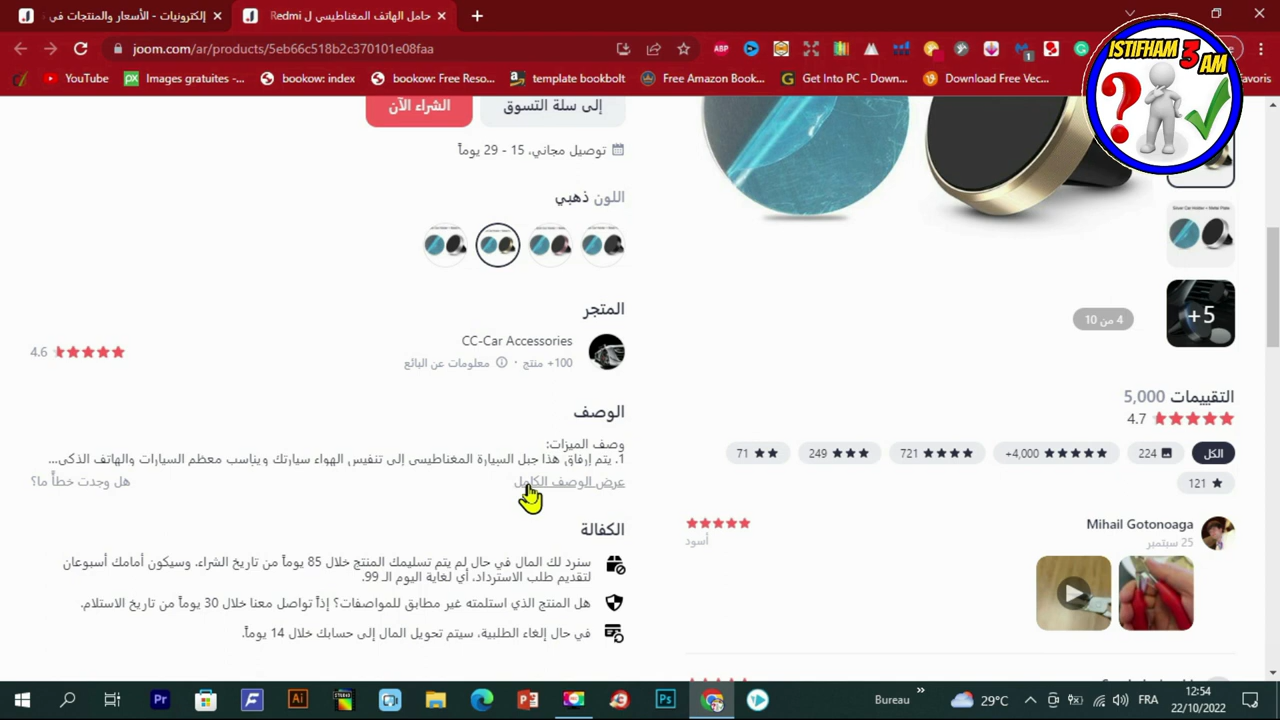 إلكترونيات - الأسعار والمنتجات في
حامل الهاتف المغناطيسي ل Redmi
joom.com/ar/products/5eb66c518b2c370101e08faa
YouTube
Images gratuites -...
bookow: index
bookow: Free Reso...
template bookbolt
Free Amazon Book...
Get Into PC - Down...
Download Free Vec...
avoris
ISTIFHAM 3 AM
الشراء الآن
إلى سلة التسوق
توصيل مجاني، 15 - 29 يوماً
اللون ذهبي
المتجر
CC-Car Accessories
4.6
100+ منتج · معلومات عن البائع
الوصف
وصف الميزات:
1. يتم إرفاق هذا جبل السيارة المغناطيسي إلى تنفيس الهواء سيارتك ويناسب معظم السيارات والهاتف الذكي...
عرض الوصف الكامل
هل وجدت خطأً ما؟
الكفالة
سنرد لك المال في حال لم يتم تسليمك المنتج خلال 85 يوماً من تاريخ الشراء. وسيكون أمامك أسبوعان
لتقديم طلب الاسترداد، أي لغاية اليوم الـ 99.
هل المنتج الذي استلمته غير مطابق للمواصفات؟ إذاً تواصل معنا خلال 30 يوماً من تاريخ الاستلام.
في حال إلغاء الطلبية، سيتم تحويل المال إلى حسابك خلال 14 يوماً.
+5
4 من 10
التقييمات 5,000
4.7
الكل
224
+4,000
721
249
71
121
Mihail Gotonoaga
25 سبتمبر
أسود
Bureau
29°C
FRA
12:54
22/10/2022